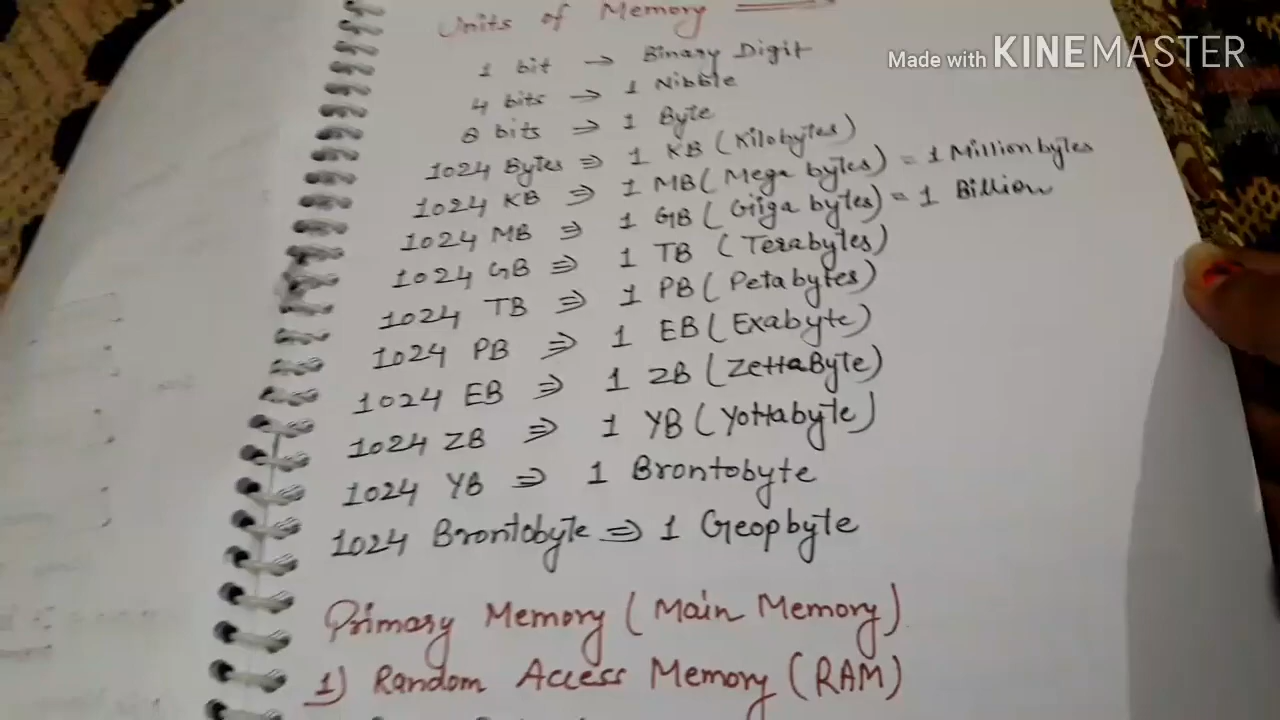 Units of Memory
Made with KINEMASTER
1 bit → Binary Digit
4 bits → 1 Nibble
8 bits ⇒ 1 Byte
1024 Bytes ⇒ 1 KB (Kilobytes)
1024 KB ⇒ 1 MB (Mega bytes) = 1 Million bytes
1024 MB ⇒ 1 GB (Giga bytes) = 1 Billion
1024 GB ⇒ 1 TB (Terabytes)
1024 TB ⇒ 1 PB (Petabytes)
1024 PB ⇒ 1 EB (Exabyte)
1024 EB ⇒ 1 ZB (ZettaByte)
1024 ZB ⇒ 1 YB (Yottabyte)
1024 YB ⇒ 1 Brontobyte
1024 Brontobyte ⇒ 1 Geopbyte
Primary Memory (Main Memory)
1) Random Access Memory (RAM)